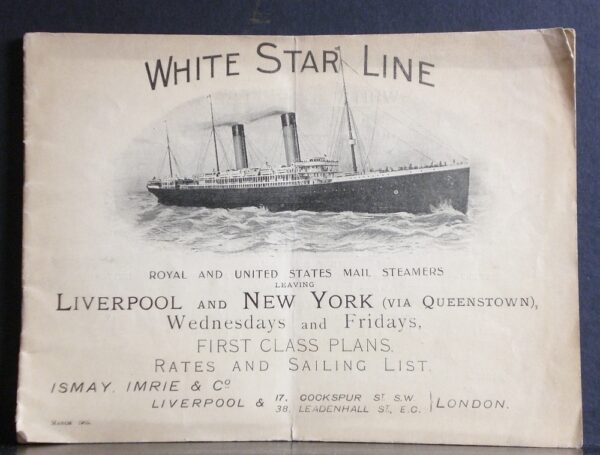 WHITE STAR LINE
ROYAL AND UNITED STATES MAIL STEAMERS
LEAVING
LIVERPOOL AND NEW YORK (VIA QUEENSTOWN),
Wednesdays and Fridays,
FIRST CLASS PLANS.
RATES AND SAILING LIST.
ISMAY, IMRIE & Co
LIVERPOOL & 17. COCKSPUR ST S.W.
38. LEADENHALL ST, E.C. LONDON.
MARCH